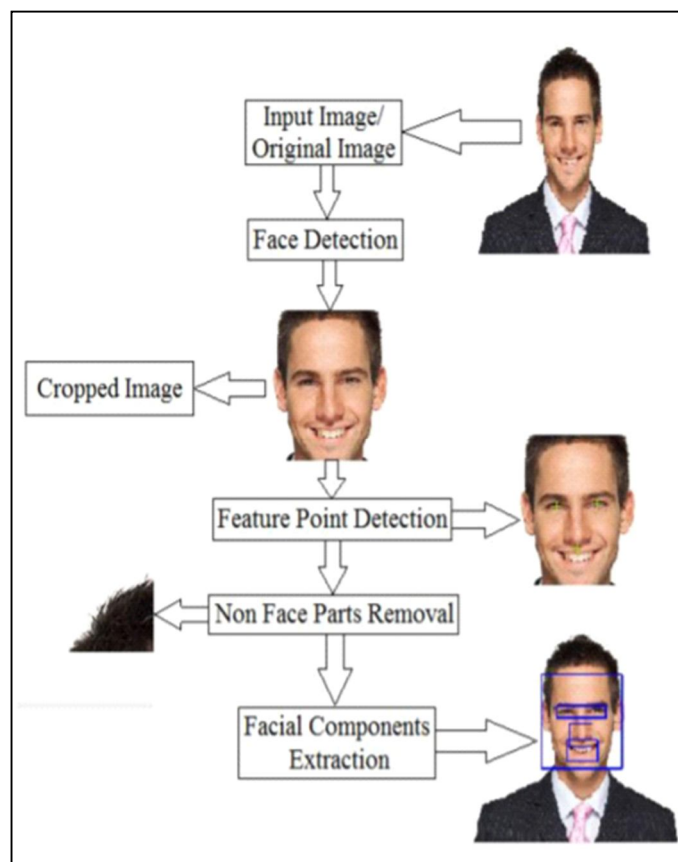 Input Image/
Original Image
Face Detection
Cropped Image
Feature Point Detection
Non Face Parts Removal
Facial Components
Extraction